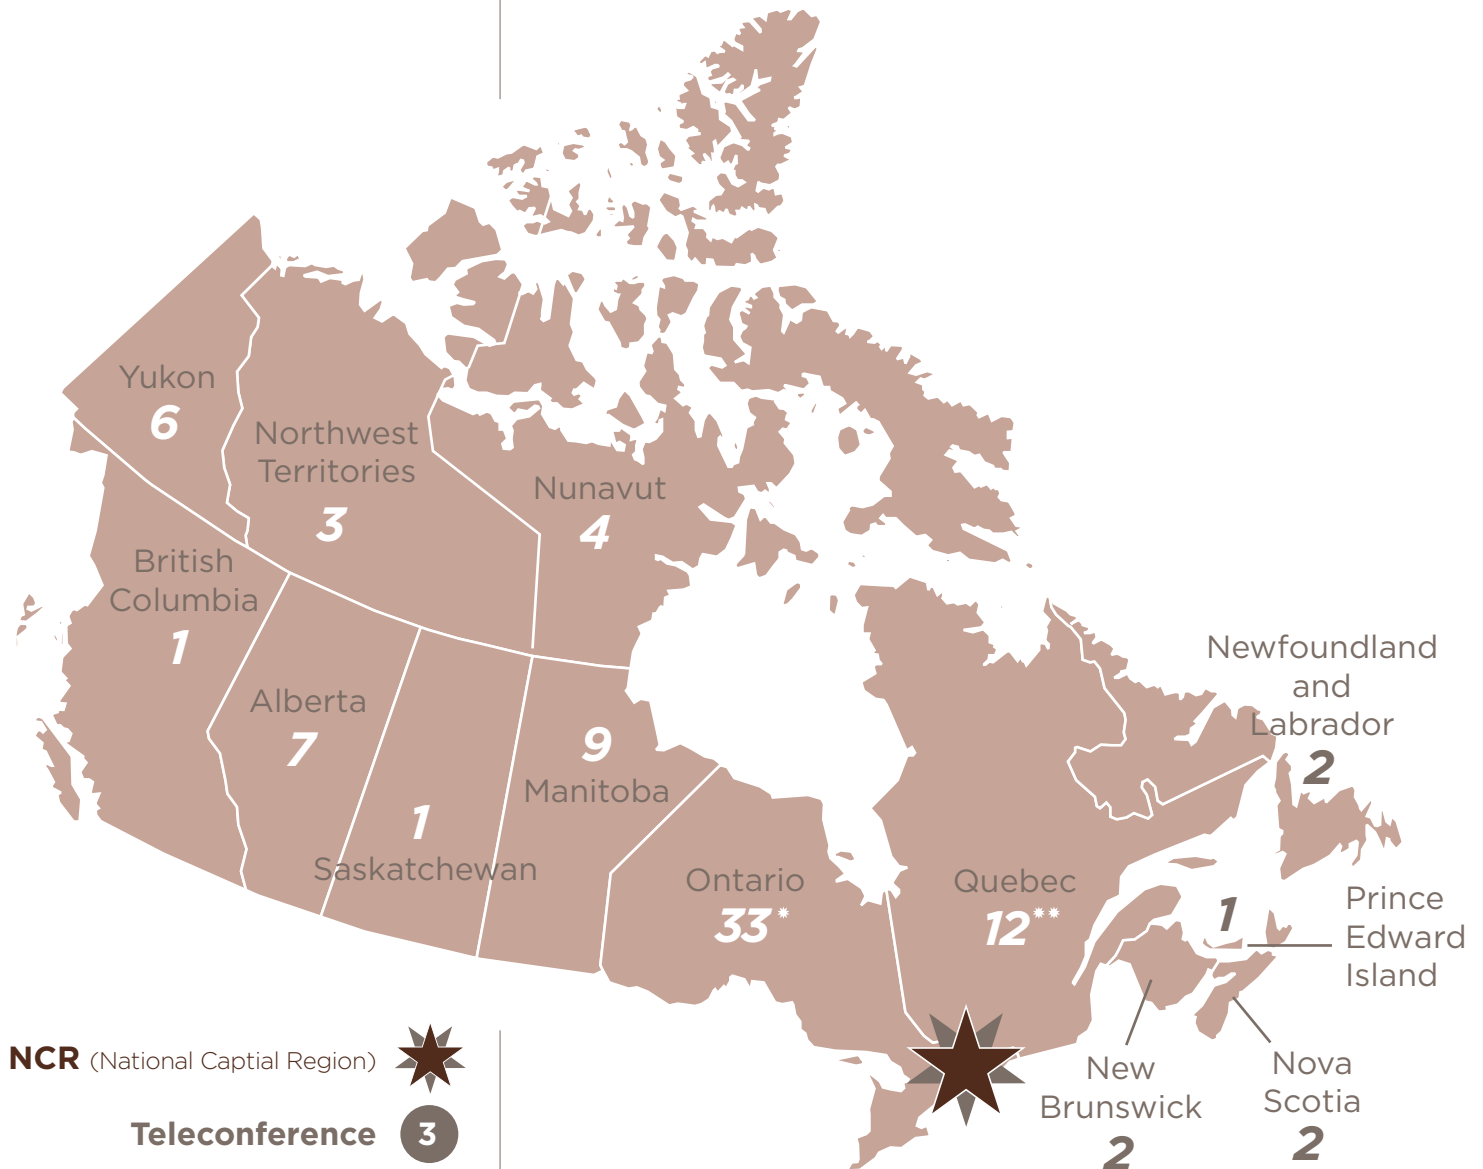 Yukon
6
Northwest
Territories
3
Nunavut
4
British
Columbia
1
Alberta
7
1
Saskatchewan
9
Manitoba
Ontario
33*
Quebec
12**
Newfoundland
and
Labrador
2
1
Prince
Edward
Island
New
Brunswick
2
Nova
Scotia
2
NCR (National Captial Region)
Teleconference 3